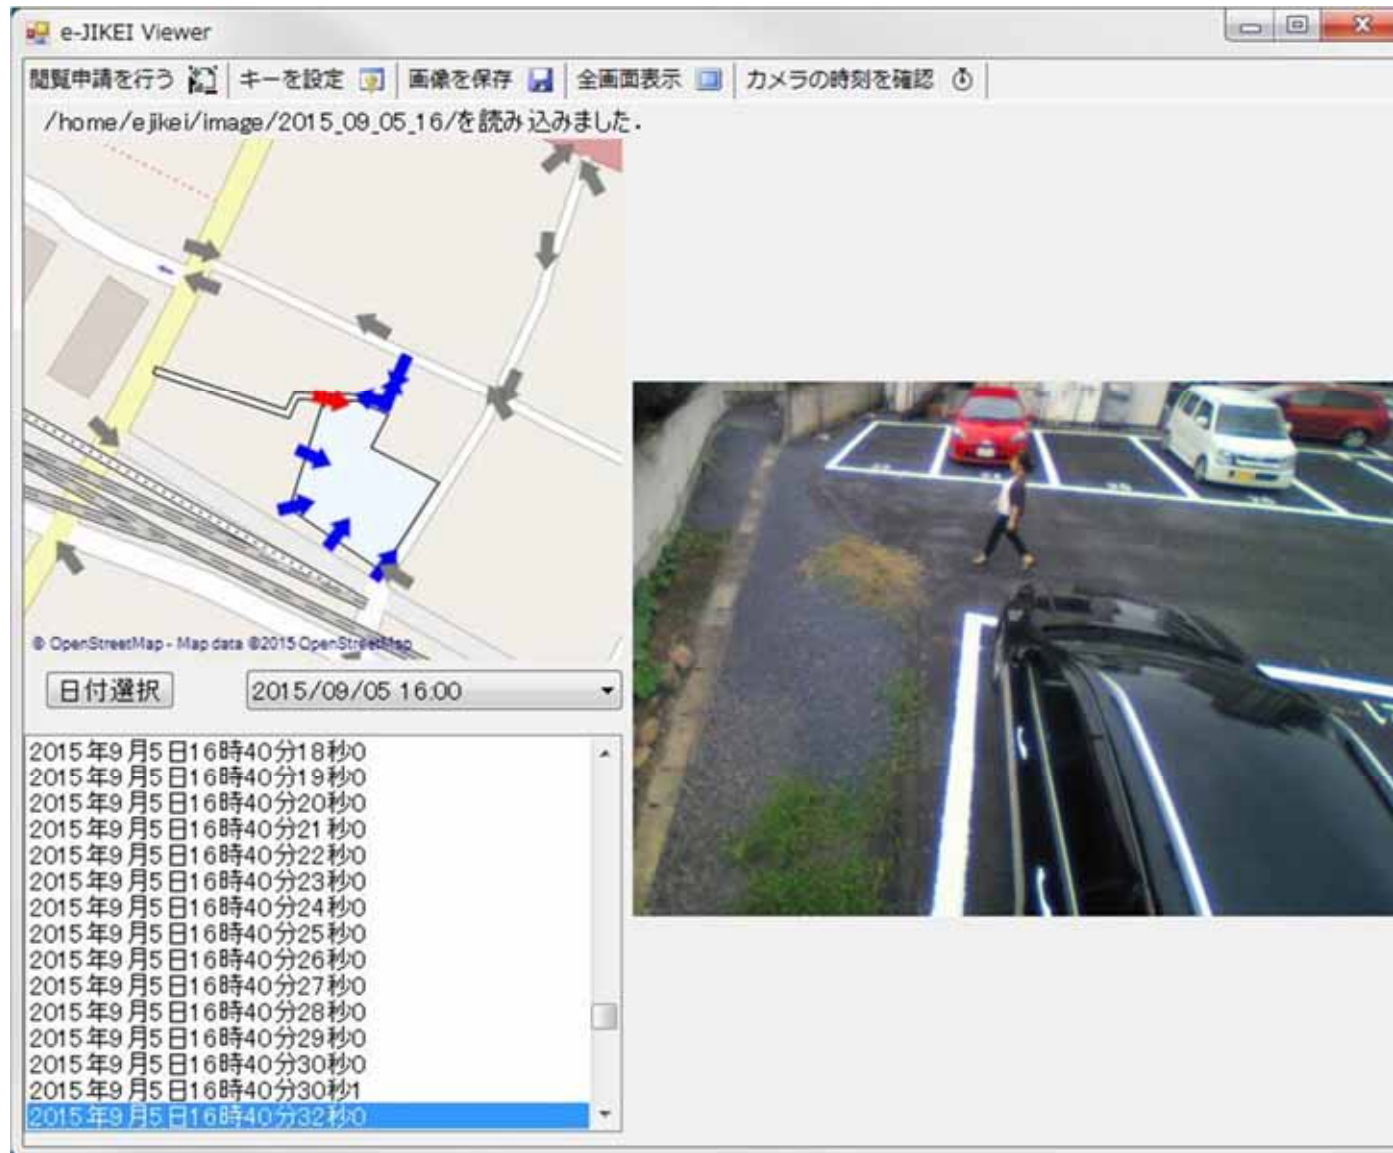 e-JIKEI Viewer
閲覧申請を行う キーを設定 画像を保存 全画面表示 カメラの時刻を確認
/home/ejikei/image/2015_09_05_16/を読み込みました.
© OpenStreetMap - Map data ©2015 OpenStreetMap
日付選択 2015/09/05 16:00
2015年9月5日16時40分18秒0
2015年9月5日16時40分19秒0
2015年9月5日16時40分20秒0
2015年9月5日16時40分21秒0
2015年9月5日16時40分22秒0
2015年9月5日16時40分23秒0
2015年9月5日16時40分24秒0
2015年9月5日16時40分25秒0
2015年9月5日16時40分26秒0
2015年9月5日16時40分27秒0
2015年9月5日16時40分28秒0
2015年9月5日16時40分29秒0
2015年9月5日16時40分30秒0
2015年9月5日16時40分30秒1
2015年9月5日16時40分32秒0